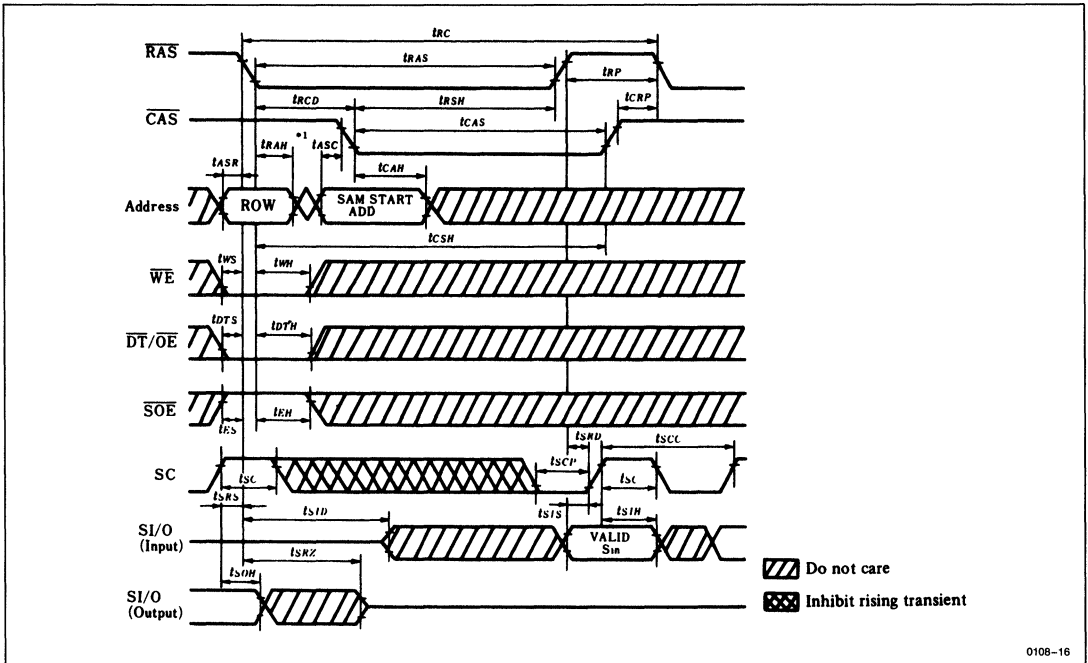 tRC
RAS
tRAS
tRP
tRCD
tRSH
tCRP
CAS
tCAS
*1
tASR
tRAH
tASC
tCAH
Address
ROW
SAM START
ADD
tCSH
WE
tWS
tWH
DT/OE
tDTS
tDTH
SOE
tES
tEH
tSRD
tSCC
tSCP
SC
tSC
tSC
tSRS
tSIS
tSIH
tSID
SI/O
(Input)
VALID
Sin
tSRZ
Do not care
tSOH
SI/O
(Output)
Inhibit rising transient
0108-16